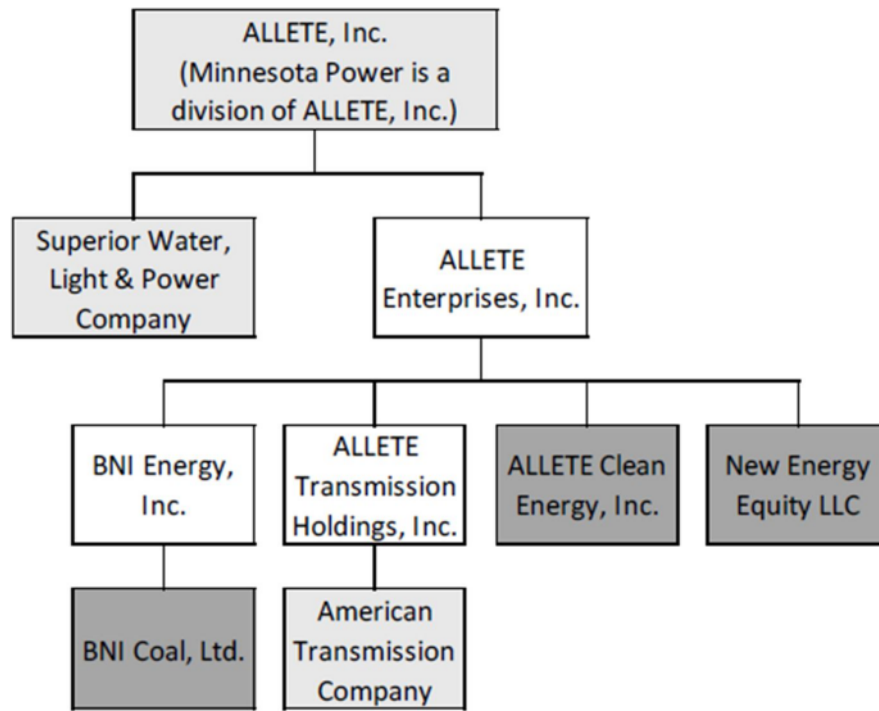 ALLETE, Inc.
(Minnesota Power is a
division of ALLETE, Inc.)
Superior Water,
Light & Power
Company
ALLETE
Enterprises, Inc.
BNI Energy,
Inc.
ALLETE
Transmission
Holdings, Inc.
ALLETE Clean
Energy, Inc.
New Energy
Equity LLC
BNI Coal, Ltd.
American
Transmission
Company